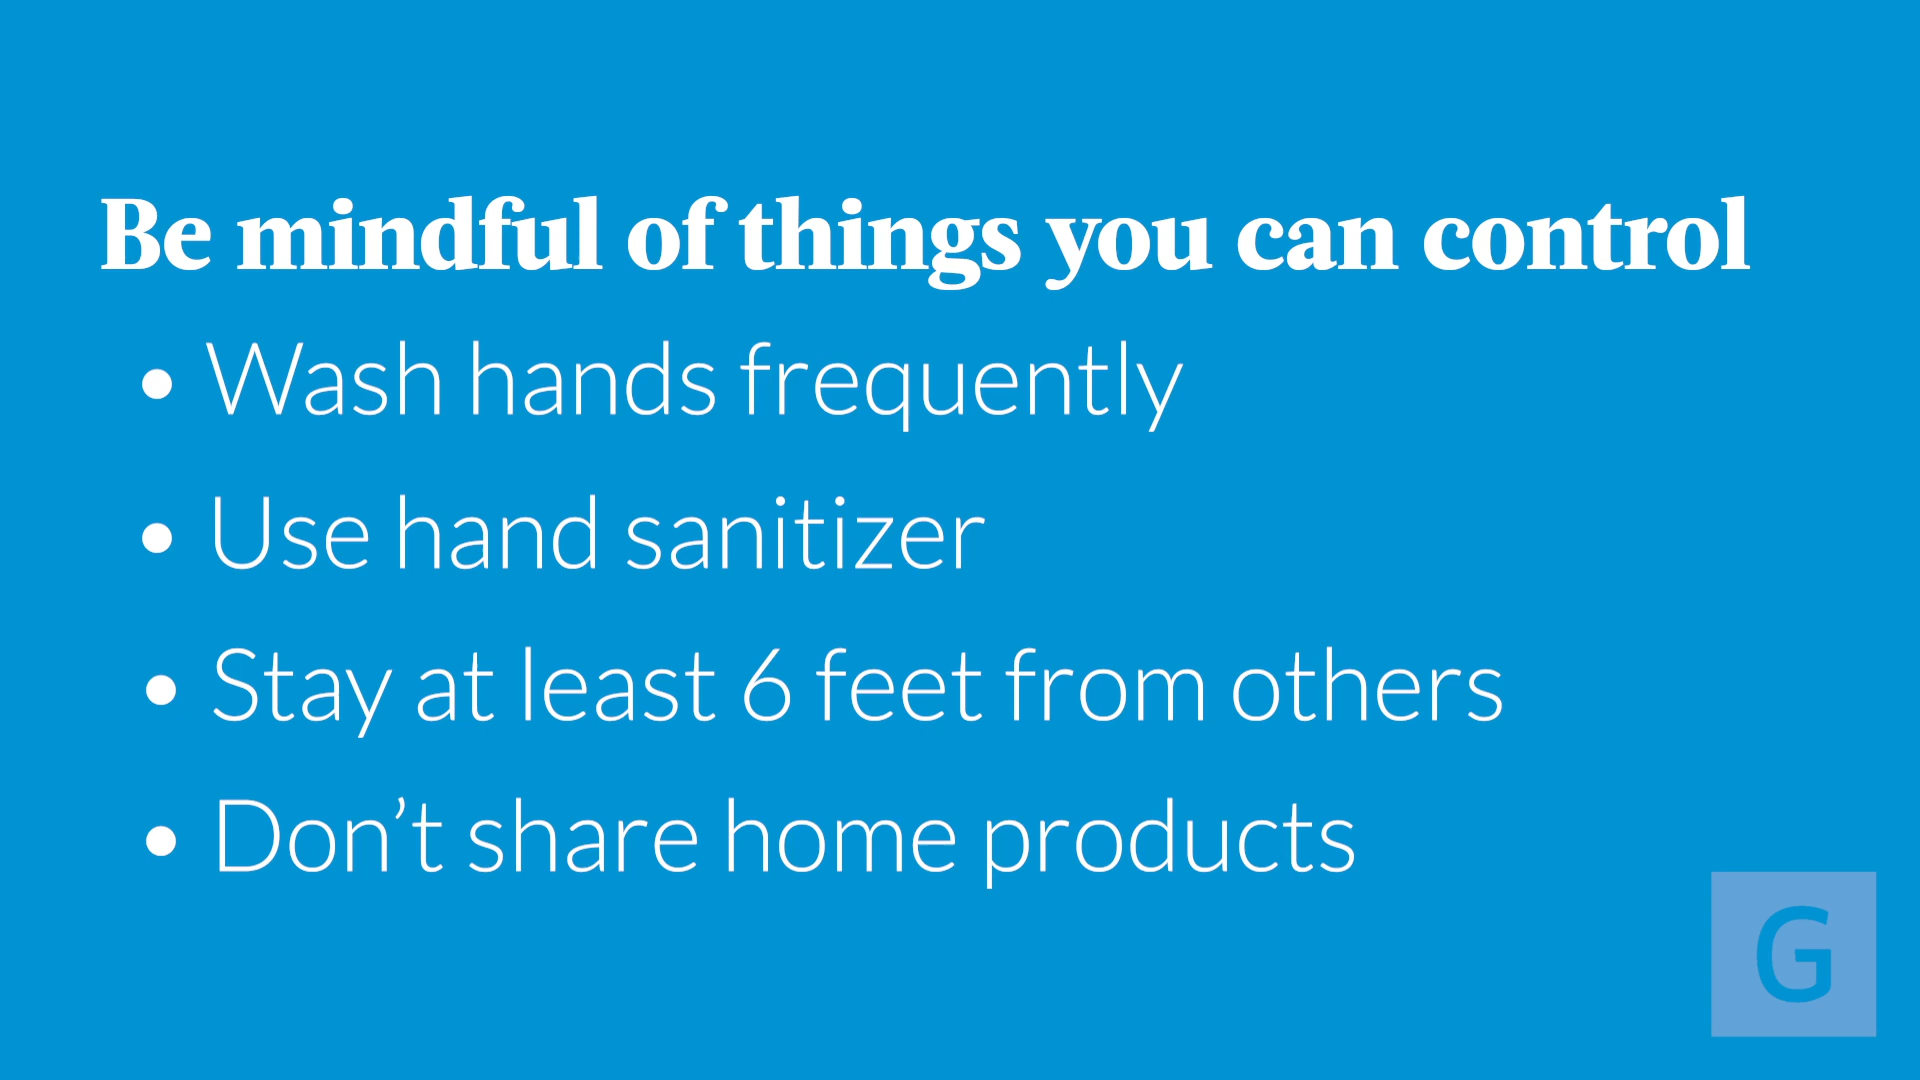 Be mindful of things you can control
• Wash hands frequently
• Use hand sanitizer
• Stay at least 6 feet from others
• Don’t share home products
G